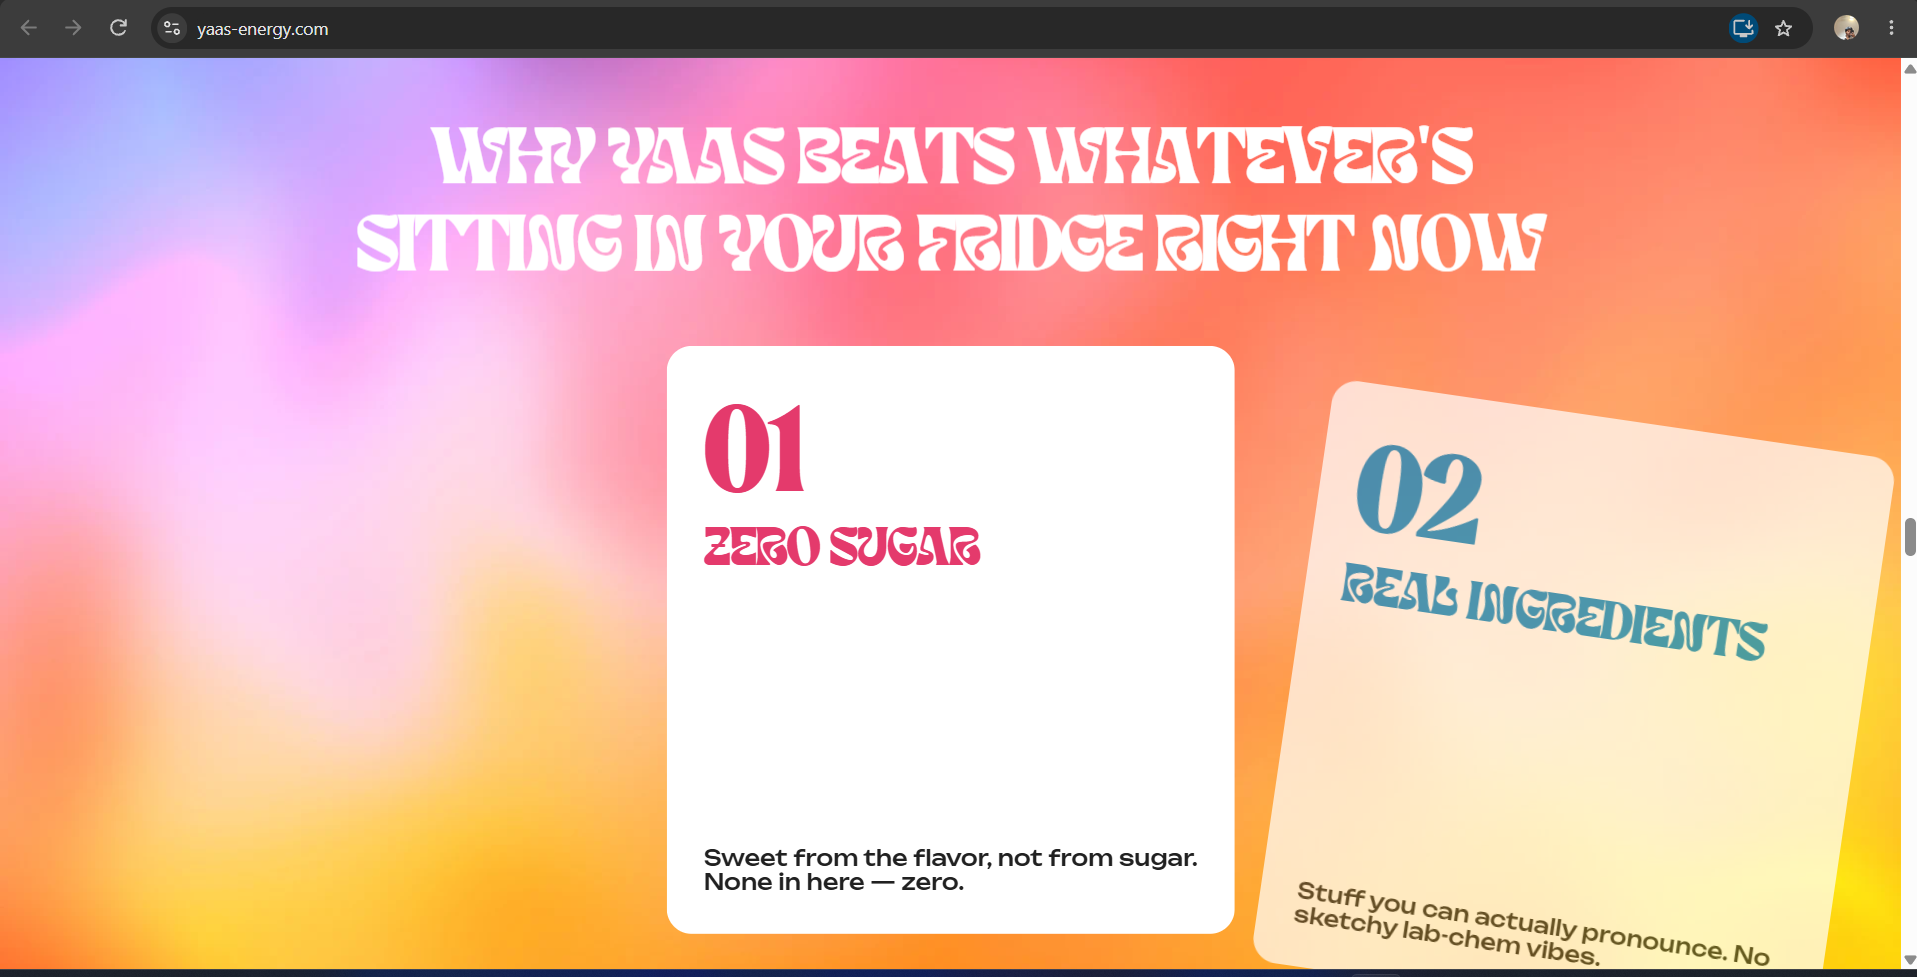 yaas-energy.com
WHY YAAS BEATS WHATEVER'S
SITTING IN YOUR FRIDGE RIGHT NOW
01
ZERO SUGAR
Sweet from the flavor, not from sugar.
None in here — zero.
02
REAL INGREDIENTS
Stuff you can actually pronounce. No
sketchy lab-chem vibes.